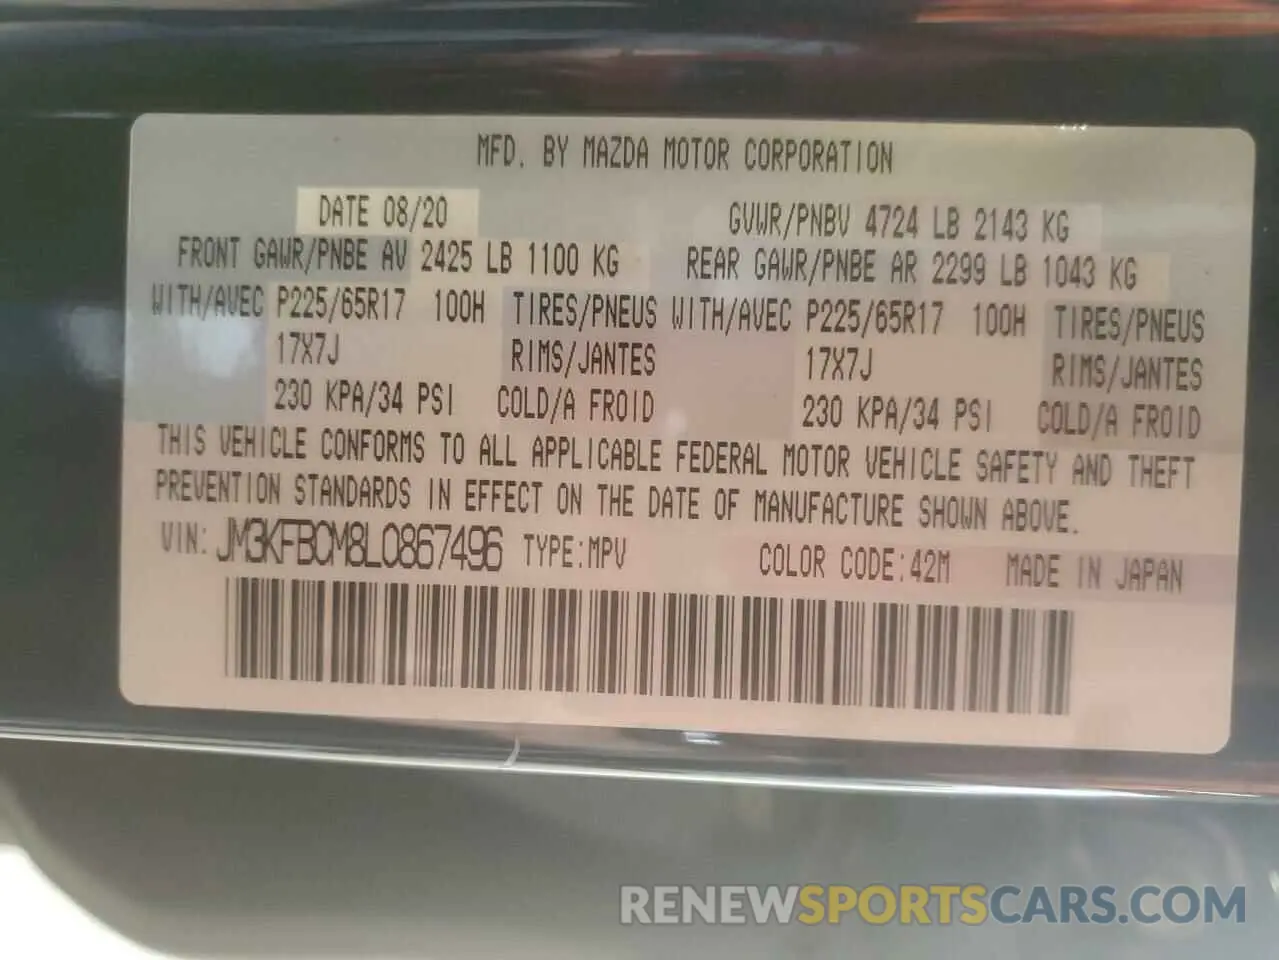 MFD. BY MAZDA MOTOR CORPORATION
DATE 08/20 GVWR/PNBV 4724 LB 2143 KG
FRONT GAWR/PNBE AV 2425 LB 1100 KG REAR GAWR/PNBE AR 2299 LB 1043 KG
WITH/AVEC P225/65R17 100H TIRES/PNEUS WITH/AVEC P225/65R17 100H TIRES/PNEUS
17X7J RIMS/JANTES 17X7J RIMS/JANTES
230 KPA/34 PSI COLD/A FROID 230 KPA/34 PSI COLD/A FROID
THIS VEHICLE CONFORMS TO ALL APPLICABLE FEDERAL MOTOR VEHICLE SAFETY AND THEFT
PREVENTION STANDARDS IN EFFECT ON THE DATE OF MANUFACTURE SHOWN ABOVE.
VIN: JM3KFBCM8L0867496 TYPE:MPV COLOR CODE:42M MADE IN JAPAN
RENEWSPORTSCARS.COM